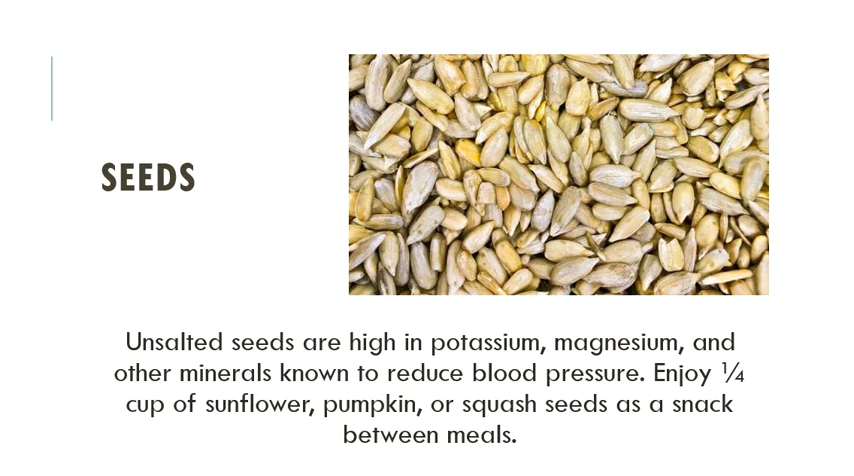 SEEDS
Unsalted seeds are high in potassium, magnesium, and
other minerals known to reduce blood pressure. Enjoy ¼
cup of sunflower, pumpkin, or squash seeds as a snack
between meals.